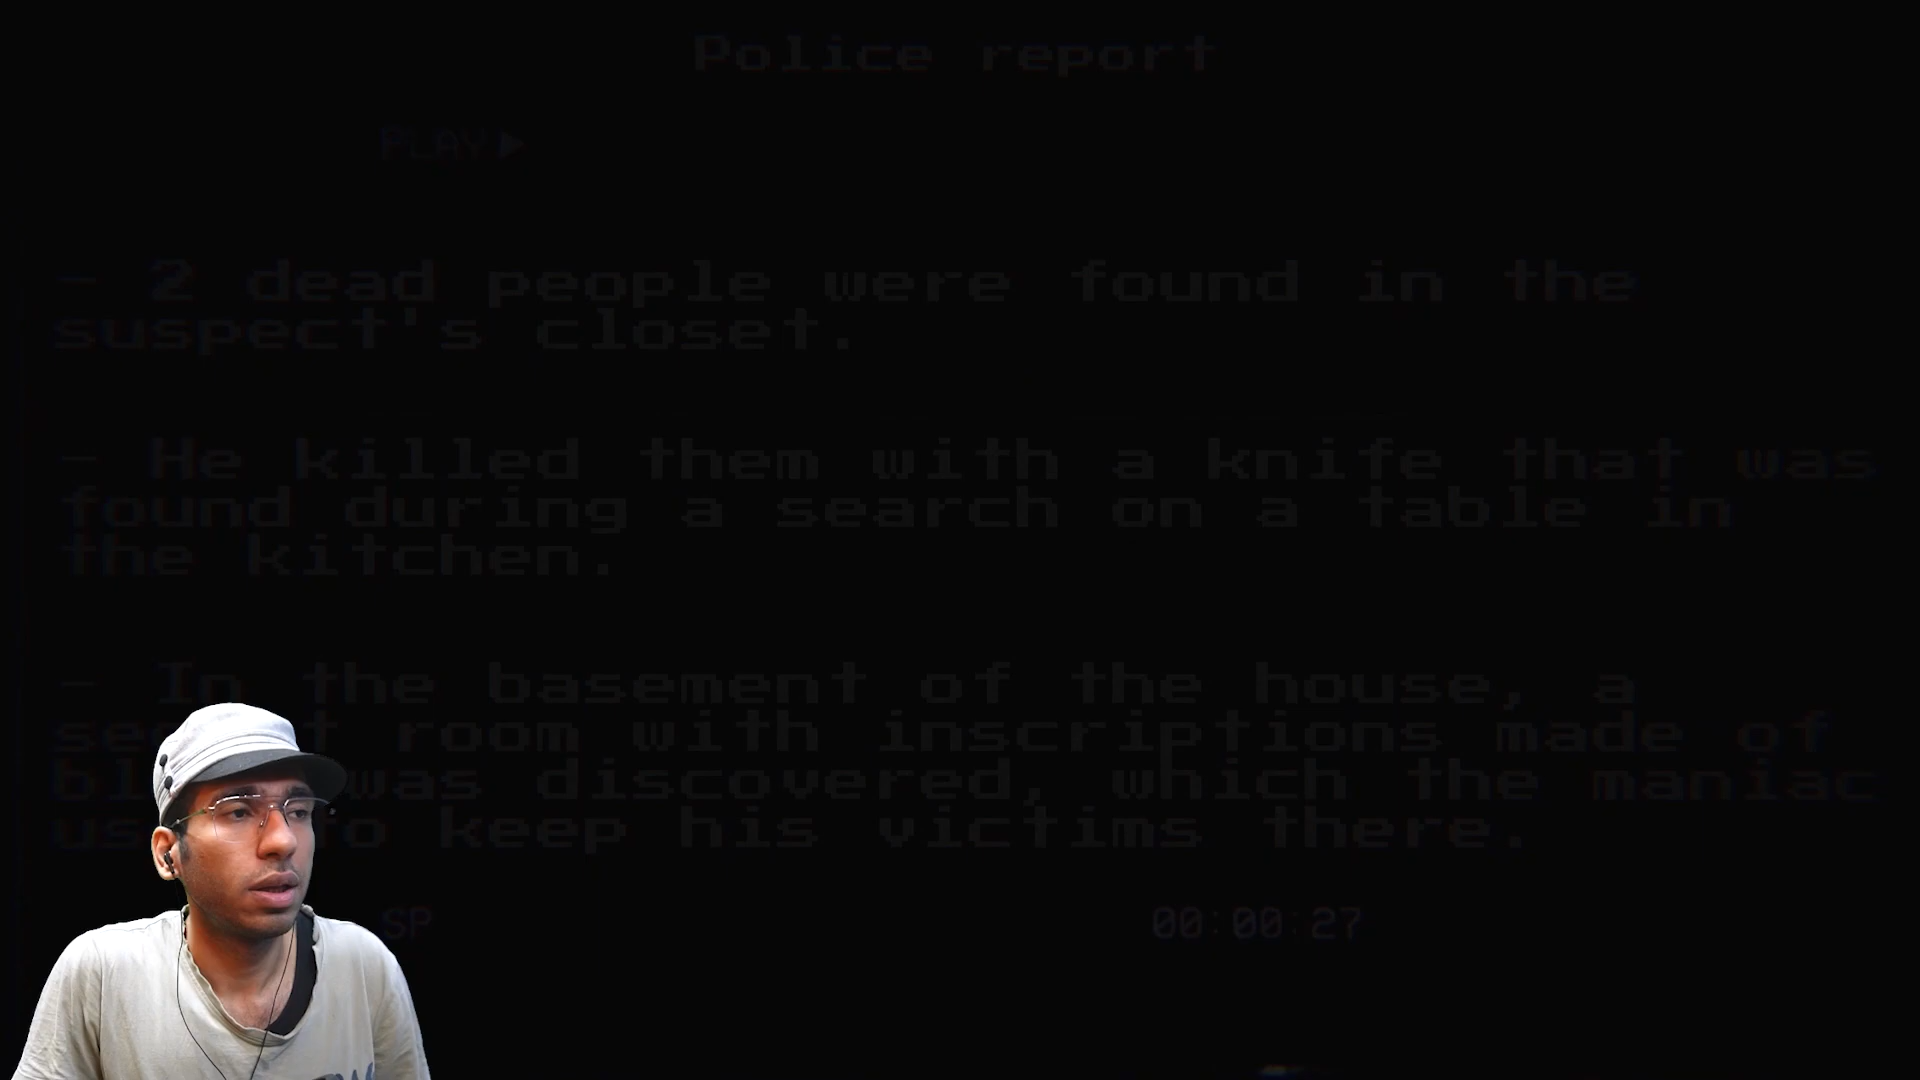 Police report
PLAY
- 2 dead people were found in the
suspect's closet.
- He killed them with a knife that was
found during a search on a table in
the kitchen.
- In the basement of the house, a
room with inscriptions made of
was discovered, which the maniac
to keep his victims there.
SP
00:00:27